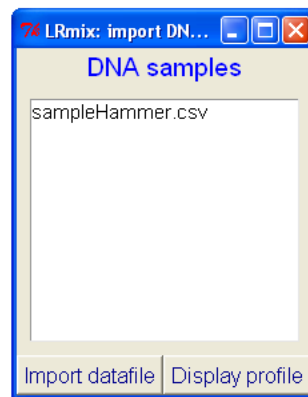 LRmix: import DN...
DNA samples
sampleHammer.csv
Import datafile Display profile